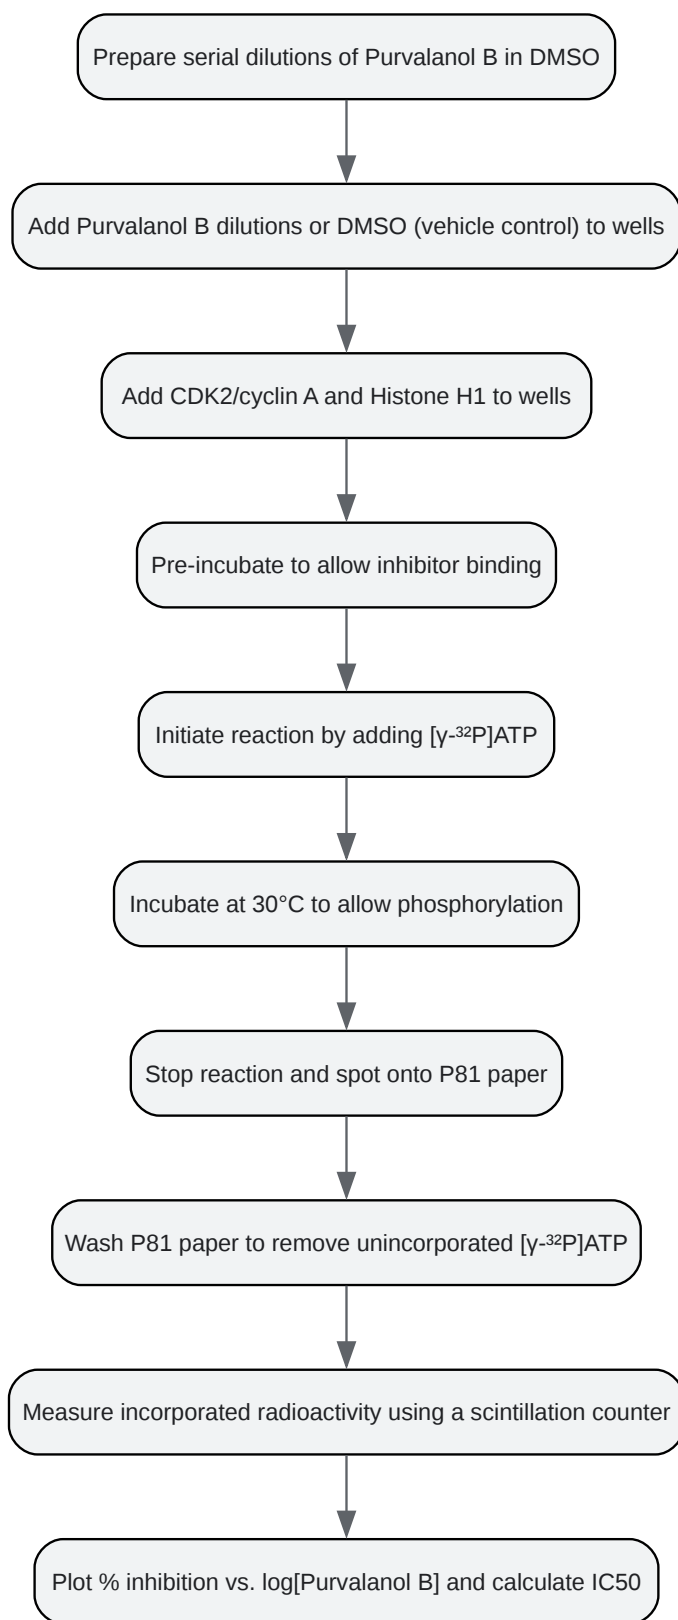 Prepare serial dilutions of Purvalanol B in DMSO
Add Purvalanol B dilutions or DMSO (vehicle control) to wells
Add CDK2/cyclin A and Histone H1 to wells
Pre-incubate to allow inhibitor binding
Initiate reaction by adding [γ-³²P]ATP
Incubate at 30°C to allow phosphorylation
Stop reaction and spot onto P81 paper
Wash P81 paper to remove unincorporated [γ-³²P]ATP
Measure incorporated radioactivity using a scintillation counter
Plot % inhibition vs. log[Purvalanol B] and calculate IC50